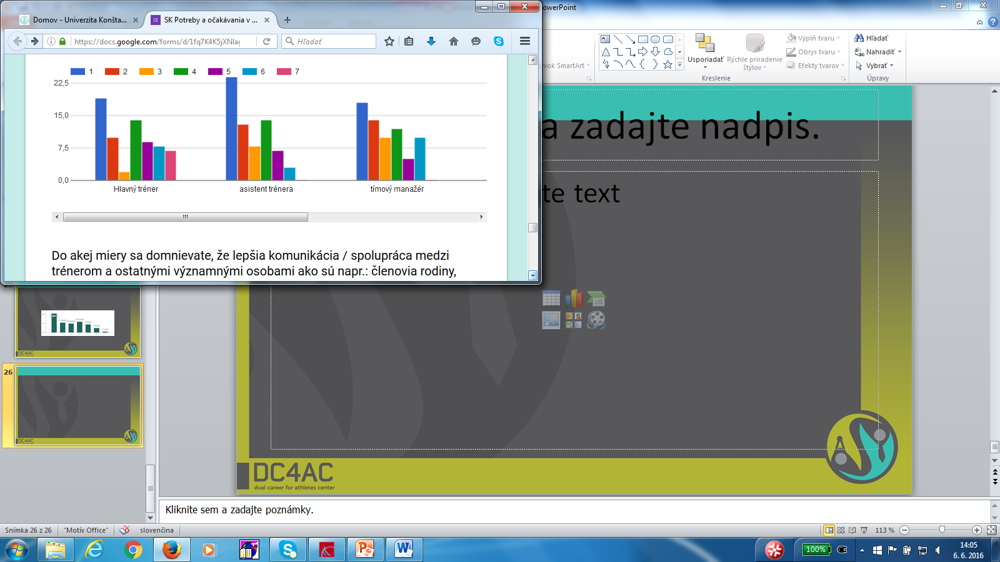 owerPoint
Domov - Univerzita Konšta...
SK Potreby a očakávania v ...
https://docs.google.com/forms/d/1fq7K4K5jXNlag
Hľadať
1 2 3 4 5 6 7
22,5
15,0
7,5
0,0
Hlavný tréner asistent trénera tímový manažér
Do akej miery sa domnievate, že lepšia komunikácia / spolupráca medzi
trénerom a ostatnými významnými osobami ako sú napr.: členovia rodiny,
rvok SmartArt
Usporiadať
Rýchle priradenie
štýlov
Výplň tvaru
Obrys tvaru
Efekty tvarov
Kreslenie
Hľadať
Nahradiť
Vybrať
Úpravy
a zadajte nadpis.
te text
DC4AC
dual career for athletes center
DC4AC
26
DC4AC
Kliknite sem a zadajte poznámky.
Snímka 26 z 26
"Motív Office"
slovenčina
113 %
100%
14:05
6. 6. 2016